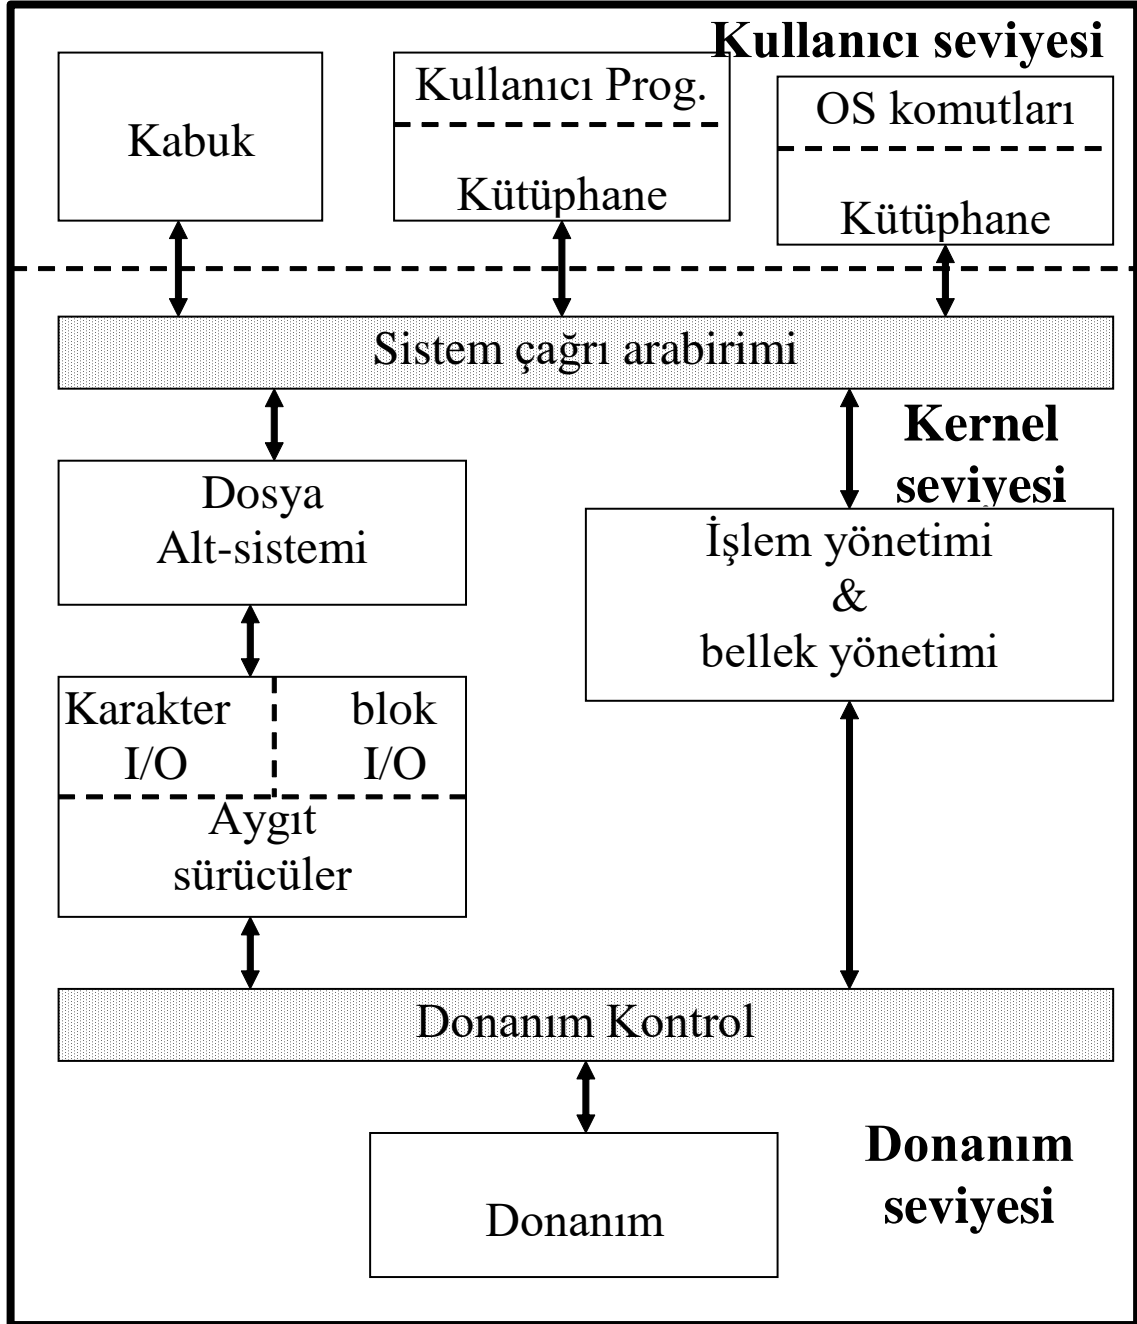 Kullanıcı seviyesi
Kabuk
Kullanıcı Prog.
Kütüphane
OS komutları
Kütüphane
Sistem çağrı arabirimi
Kernel
seviyesi
Dosya
Alt-sistemi
İşlem yönetimi
&
bellek yönetimi
Karakter
I/O
blok
I/O
Aygıt
sürücüler
Donanım Kontrol
Donanım
seviyesi
Donanım